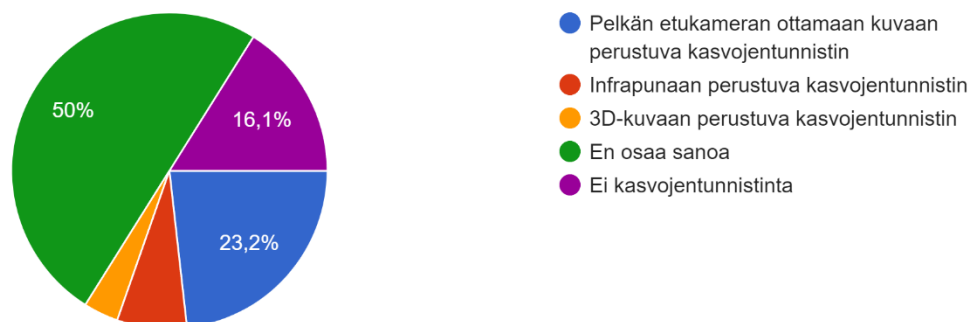 50%
16,1%
23,2%
Pelkän etukameran ottamaan kuvaan
perustuva kasvojentunnistin
Infrapunaan perustuva kasvojentunnistin
3D-kuvaan perustuva kasvojentunnistin
En osaa sanoa
Ei kasvojentunnistinta